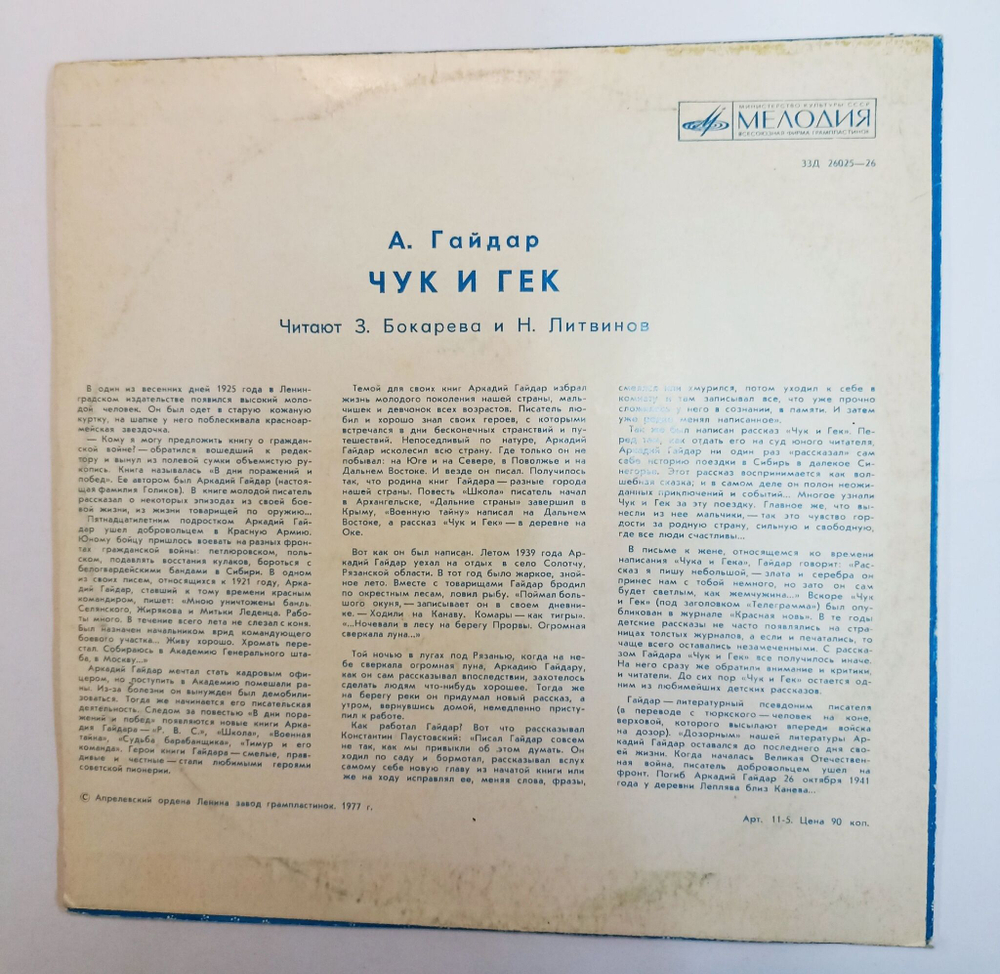 МИНИСТЕРСТВО КУЛЬТУРЫ СССР
МЕЛОДИЯ
ВСЕСОЮЗНАЯ ФИРМА ГРАМПЛАСТИНОК
33Д 26025—26
А. Гайдар
ЧУК И ГЕК
Читают З. Бокарева и Н. Литвинов
В один из весенних дней 1925 года в Ленин-
градском издательстве появился высокий моло-
дой человек. Он был одет в старую кожаную
куртку, на шапке у него поблескивала красноар-
мейская звездочка.
— Кому я могу предложить книгу о граждан-
ской войне? — обратился вошедший к редак-
тору и вынул из полевой сумки объемистую ру-
копись. Книга называлась «В дни поражений и
побед». Ее автором был Аркадий Гайдар (настоя-
щая фамилия Голиков). В книге молодой писатель
рассказал о некоторых эпизодах из своей бое-
вой жизни, из жизни товарищей по оружию...
Пятнадцатилетним подростком Аркадий Гай-
дар ушел добровольцем в Красную Армию.
Юному бойцу пришлось воевать на разных фрон-
тах гражданской войны: петлюровском, поль-
ском, подавлять восстания кулаков, бороться с
белогвардейскими бандами в Сибири. В одном
из своих писем, относящихся к 1921 году, Арка-
дий Гайдар, ставший к тому времени красным
командиром, пишет: «Мною уничтожены банды
Селянского, Жирякова и Митьки Леденца. Рабо-
ты много. В течение всего лета не слезал с коня.
Был назначен начальником врид командующего
боевого участка... Живу хорошо. Хромать пере-
стал. Собираюсь в Академию Генерального шта-
ба, в Москву...»
Аркадий Гайдар мечтал стать кадровым офи-
цером, но поступить в Академию помешали ра-
ны. Из-за болезни он вынужден был демобили-
зоваться. Тогда же начинается его писательская
деятельность. Следом за повестью «В дни пора-
жений и побед» появляются новые книги Арка-
дия Гайдара — «Р. В. С.», «Школа», «Военная
тайна», «Судьба барабанщика», «Тимур и его
команда». Герои книг Гайдара — смелые, прав-
дивые и честные — стали любимыми героями
советской пионерии.
Темой для своих книг Аркадий Гайдар избрал
жизнь молодого поколения нашей страны, маль-
чишек и девчонок всех возрастов. Писатель лю-
бил и хорошо знал своих героев, с которыми
встречался в дни бесконечных странствий и пу-
тешествий. Непоседливый по натуре, Аркадий
Гайдар исколесил всю страну. Где только он не
побывал: на Юге и на Севере, в Поволжье и на
Дальнем Востоке. И везде он писал. Получилось
так, что родина книг Гайдара — разные города
нашей страны. Повесть «Школа» писатель начал
в Архангельске, «Дальние страны» завершил в
Крыму, «Военную тайну» написал на Дальнем
Востоке, а рассказ «Чук и Гек» — в деревне на
Оке.
Вот как он был написан. Летом 1939 года Ар-
кадий Гайдар уехал на отдых в село Солотчу,
Рязанской области. В тот год было жаркое, зной-
ное лето. Вместе с товарищами Гайдар бродил
по окрестным лесам, ловил рыбу. «Поймал боль-
шого окуня, — записывает он в своем дневни-
ке. — Ходили на Канаву. Комары — как тигры».
«...Ночевали в лесу на берегу Прорвы. Огромная
сверкала луна...»
Той ночью в лугах под Рязанью, когда на не-
бе сверкала огромная луна, Аркадию Гайдару,
как он сам рассказывал впоследствии, захотелось
сделать людям что-нибудь хорошее. Тогда же
на берегу реки он придумал новый рассказ, а
утром, вернувшись домой, немедленно присту-
пил к работе.
Как работал Гайдар? Вот что рассказывал
Константин Паустовский: «Писал Гайдар совсем
не так, как мы привыкли об этом думать. Он
ходил по саду и бормотал, рассказывал вслух
самому себе новую главу из начатой книги или
же на ходу исправлял ее, меняя слова, фразы,
смеялся или хмурился, потом уходил к себе в
комнату и там записывал все, что уже прочно
сложилось у него в сознании, в памяти. И затем
уже редко менял написанное».
Так же был написан рассказ «Чук и Гек». Пе-
ред тем, как отдать его на суд юного читателя,
Аркадий Гайдар ни один раз «рассказал» сам
себе историю поездки в Сибирь в далекое Си-
негорье. Этот рассказ воспринимается как вол-
шебная сказка; и в самом деле он полон неожи-
данных приключений и событий... Многое узнали
Чук и Гек за эту поездку. Главное же, что вы-
несли из нее мальчики, — так это чувство гор-
дости за родную страну, сильную и свободную,
где все люди счастливы...
В письме к жене, относящемся ко времени
написания «Чука и Гека», Гайдар говорит: «Рас-
сказ я пишу небольшой, — злата и серебра он
принес нам с тобой немного, но зато он сам
будет светлым, как жемчужина...» Вскоре «Чук
и Гек» (под заголовком «Телеграмма») был опу-
бликован в журнале «Красная новь». В те годы
детские рассказы не часто появлялись на стра-
ницах толстых журналов, а если и печатались, то
чаще всего оставались незамеченными. С расска-
зом Гайдара «Чук и Гек» все получилось иначе.
На него сразу же обратили внимание и критики,
и читатели. До сих пор «Чук и Гек» остается од-
ним из любимейших детских рассказов.
Гайдар — литературный псевдоним писателя
(в переводе с тюркского — человек на коне,
верховой, которого высылают впереди войска
на дозор). «Дозорным» нашей литературы Ар-
кадий Гайдар оставался до последнего дня сво-
ей жизни. Когда началась Великая Отечествен-
ная война, писатель добровольцем ушел на
фронт. Погиб Аркадий Гайдар 26 октября 1941
года у деревни Леплява близ Канева...
© Апрелевский ордена Ленина завод грампластинок. 1977 г.
Арт. 11-5. Цена 90 коп.